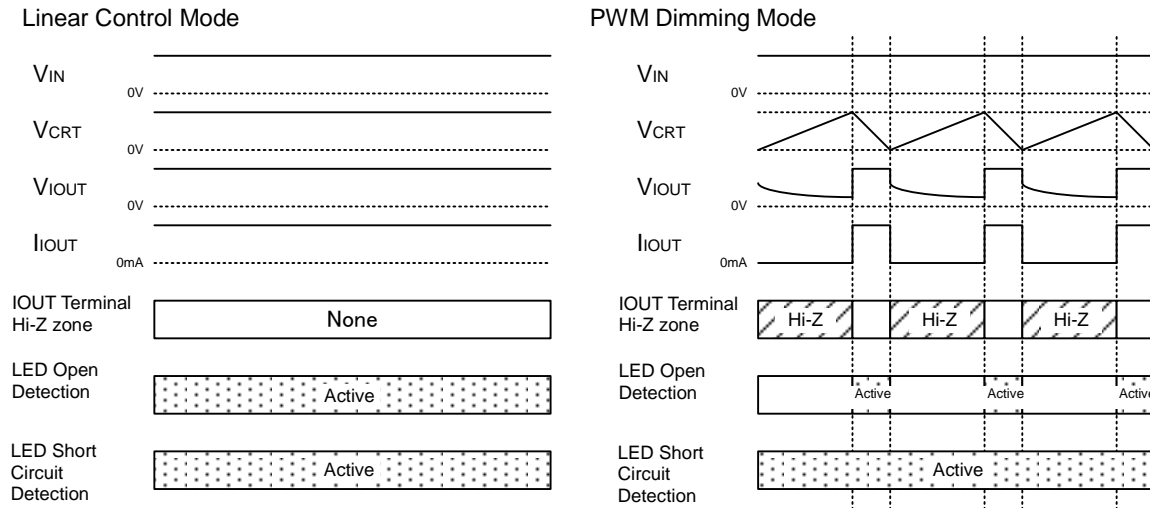 Linear Control Mode
VIN
0V
VCRT
0V
VIOUT
0V
IIOUT
0mA
IOUT Terminal
Hi-Z zone
None
LED Open
Detection
Active
LED Short
Circuit
Detection
Active
PWM Dimming Mode
VIN
0V
VCRT
0V
VIOUT
0V
IIOUT
0mA
IOUT Terminal
Hi-Z zone
Hi-Z Hi-Z Hi-Z
LED Open
Detection
Active Active Active
LED Short
Circuit
Detection
Active